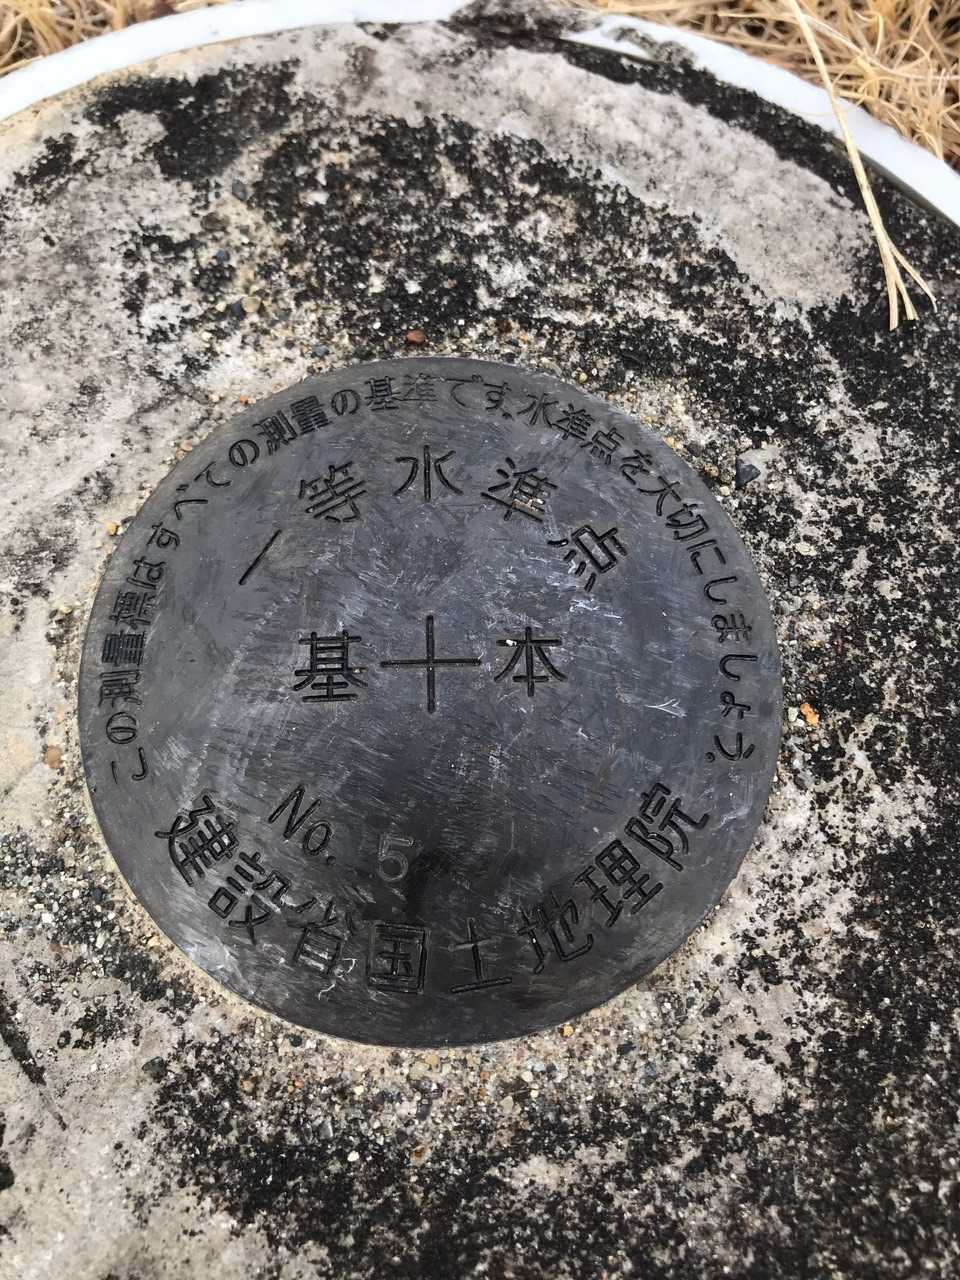 この測量標はすべての測量の基準です.水準点を大切にしましょう.
一等水準点
基 本
No. 5
建設省国土地理院